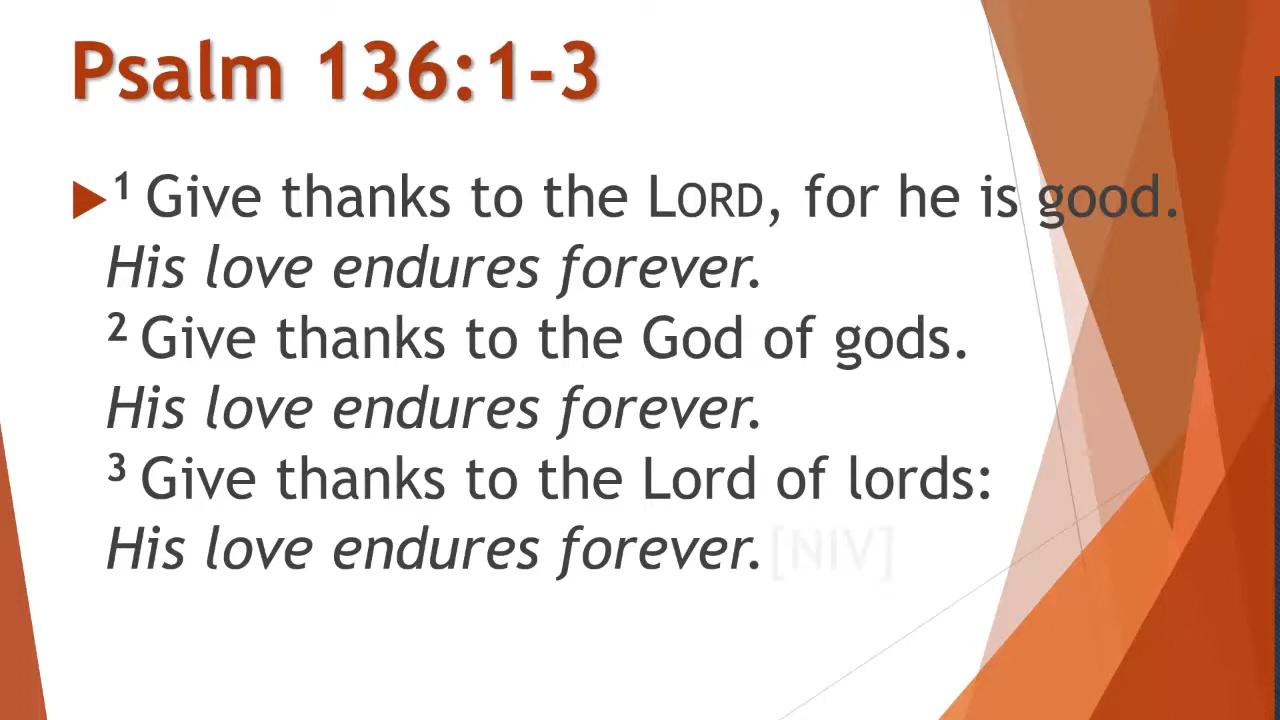 Psalm 136:1-3
1 Give thanks to the LORD, for he is good.
His love endures forever.
2 Give thanks to the God of gods.
His love endures forever.
3 Give thanks to the Lord of lords:
His love endures forever. [NIV]